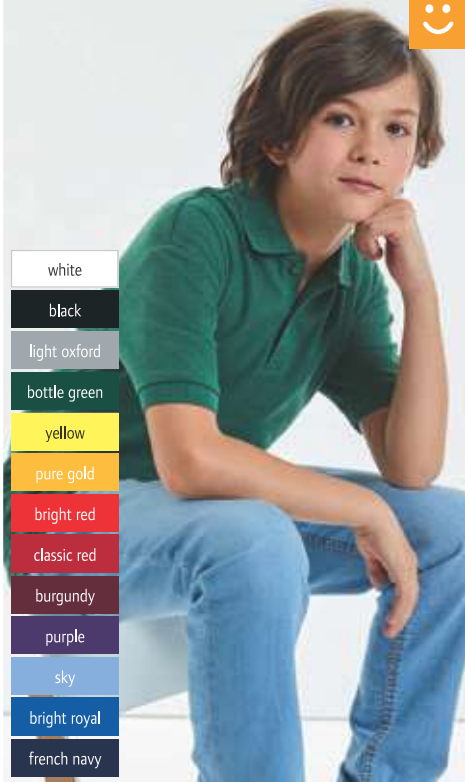 white
black
light oxford
bottle green
yellow
pure gold
bright red
classic red
burgundy
purple
sky
bright royal
french navy